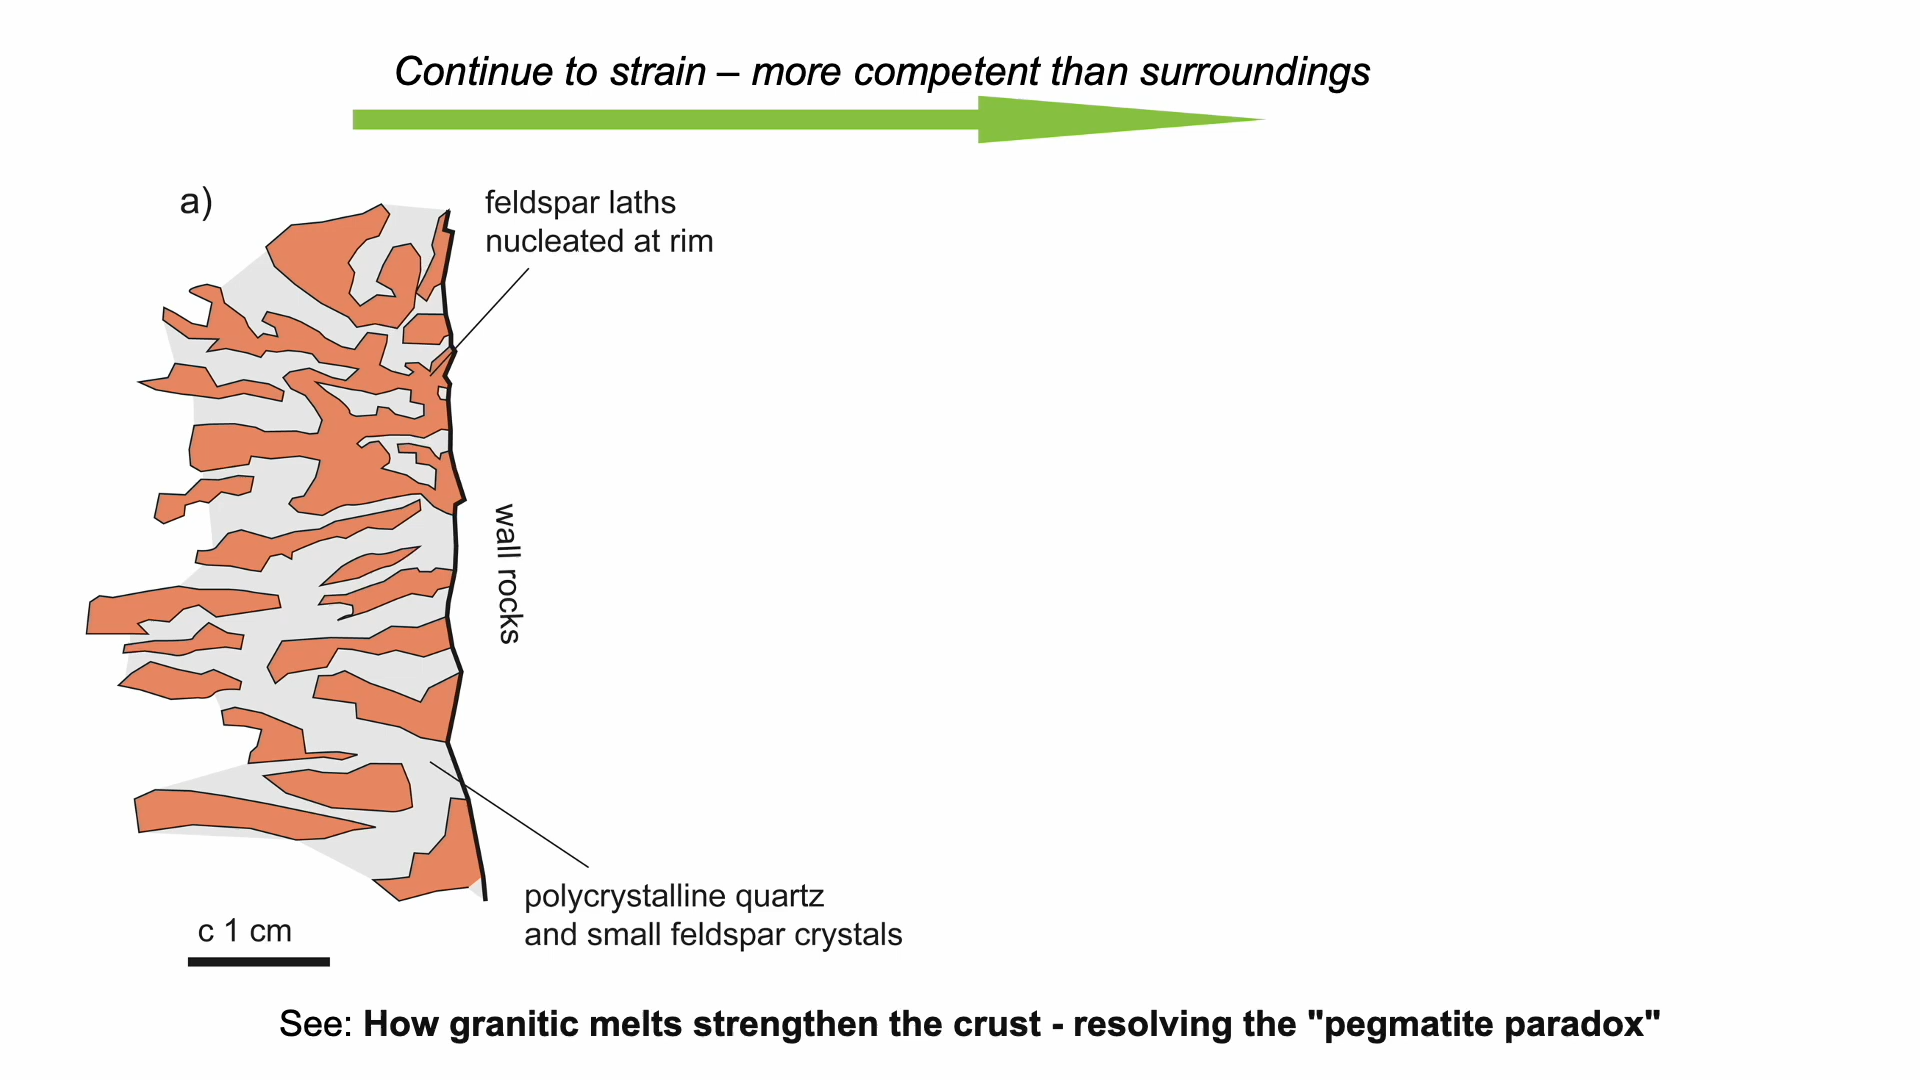 Continue to strain – more competent than surroundings
a)
feldspar laths
nucleated at rim
wall rocks
polycrystalline quartz
and small feldspar crystals
c 1 cm
See: How granitic melts strengthen the crust - resolving the "pegmatite paradox"